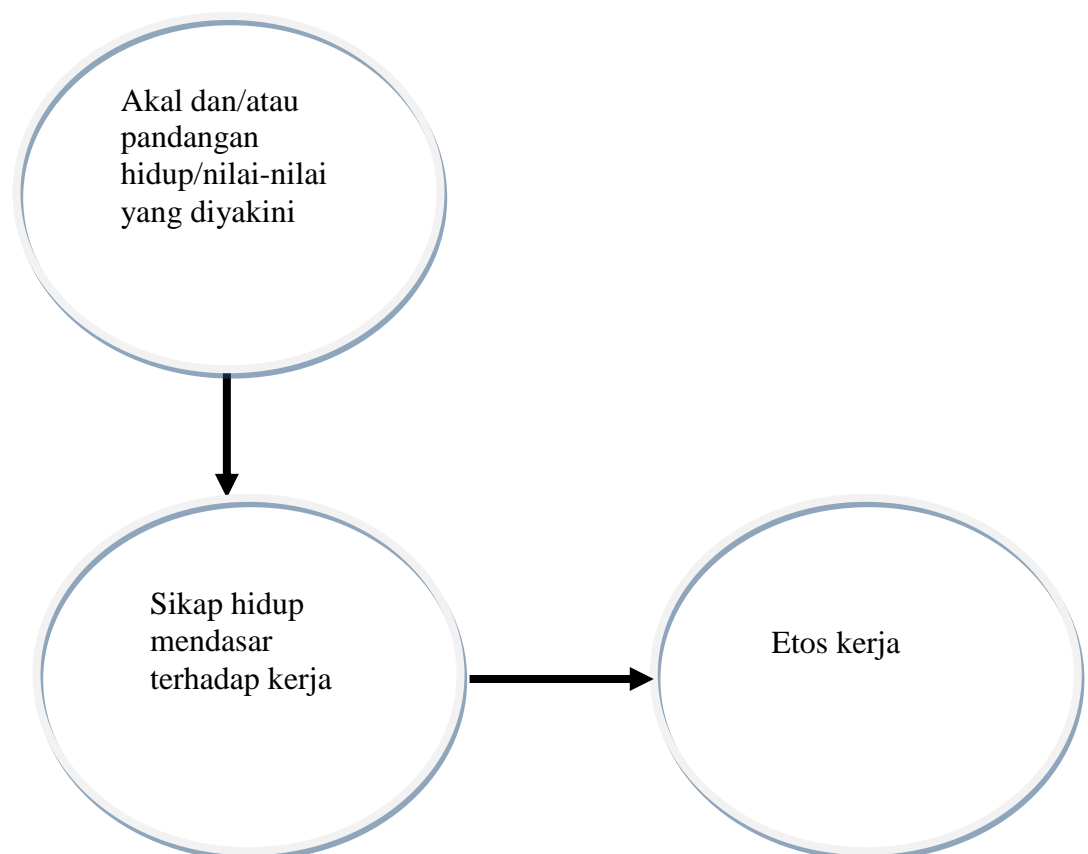 Akal dan/atau
pandangan
hidup/nilai-nilai
yang diyakini
Sikap hidup
mendasar
terhadap kerja
Etos kerja